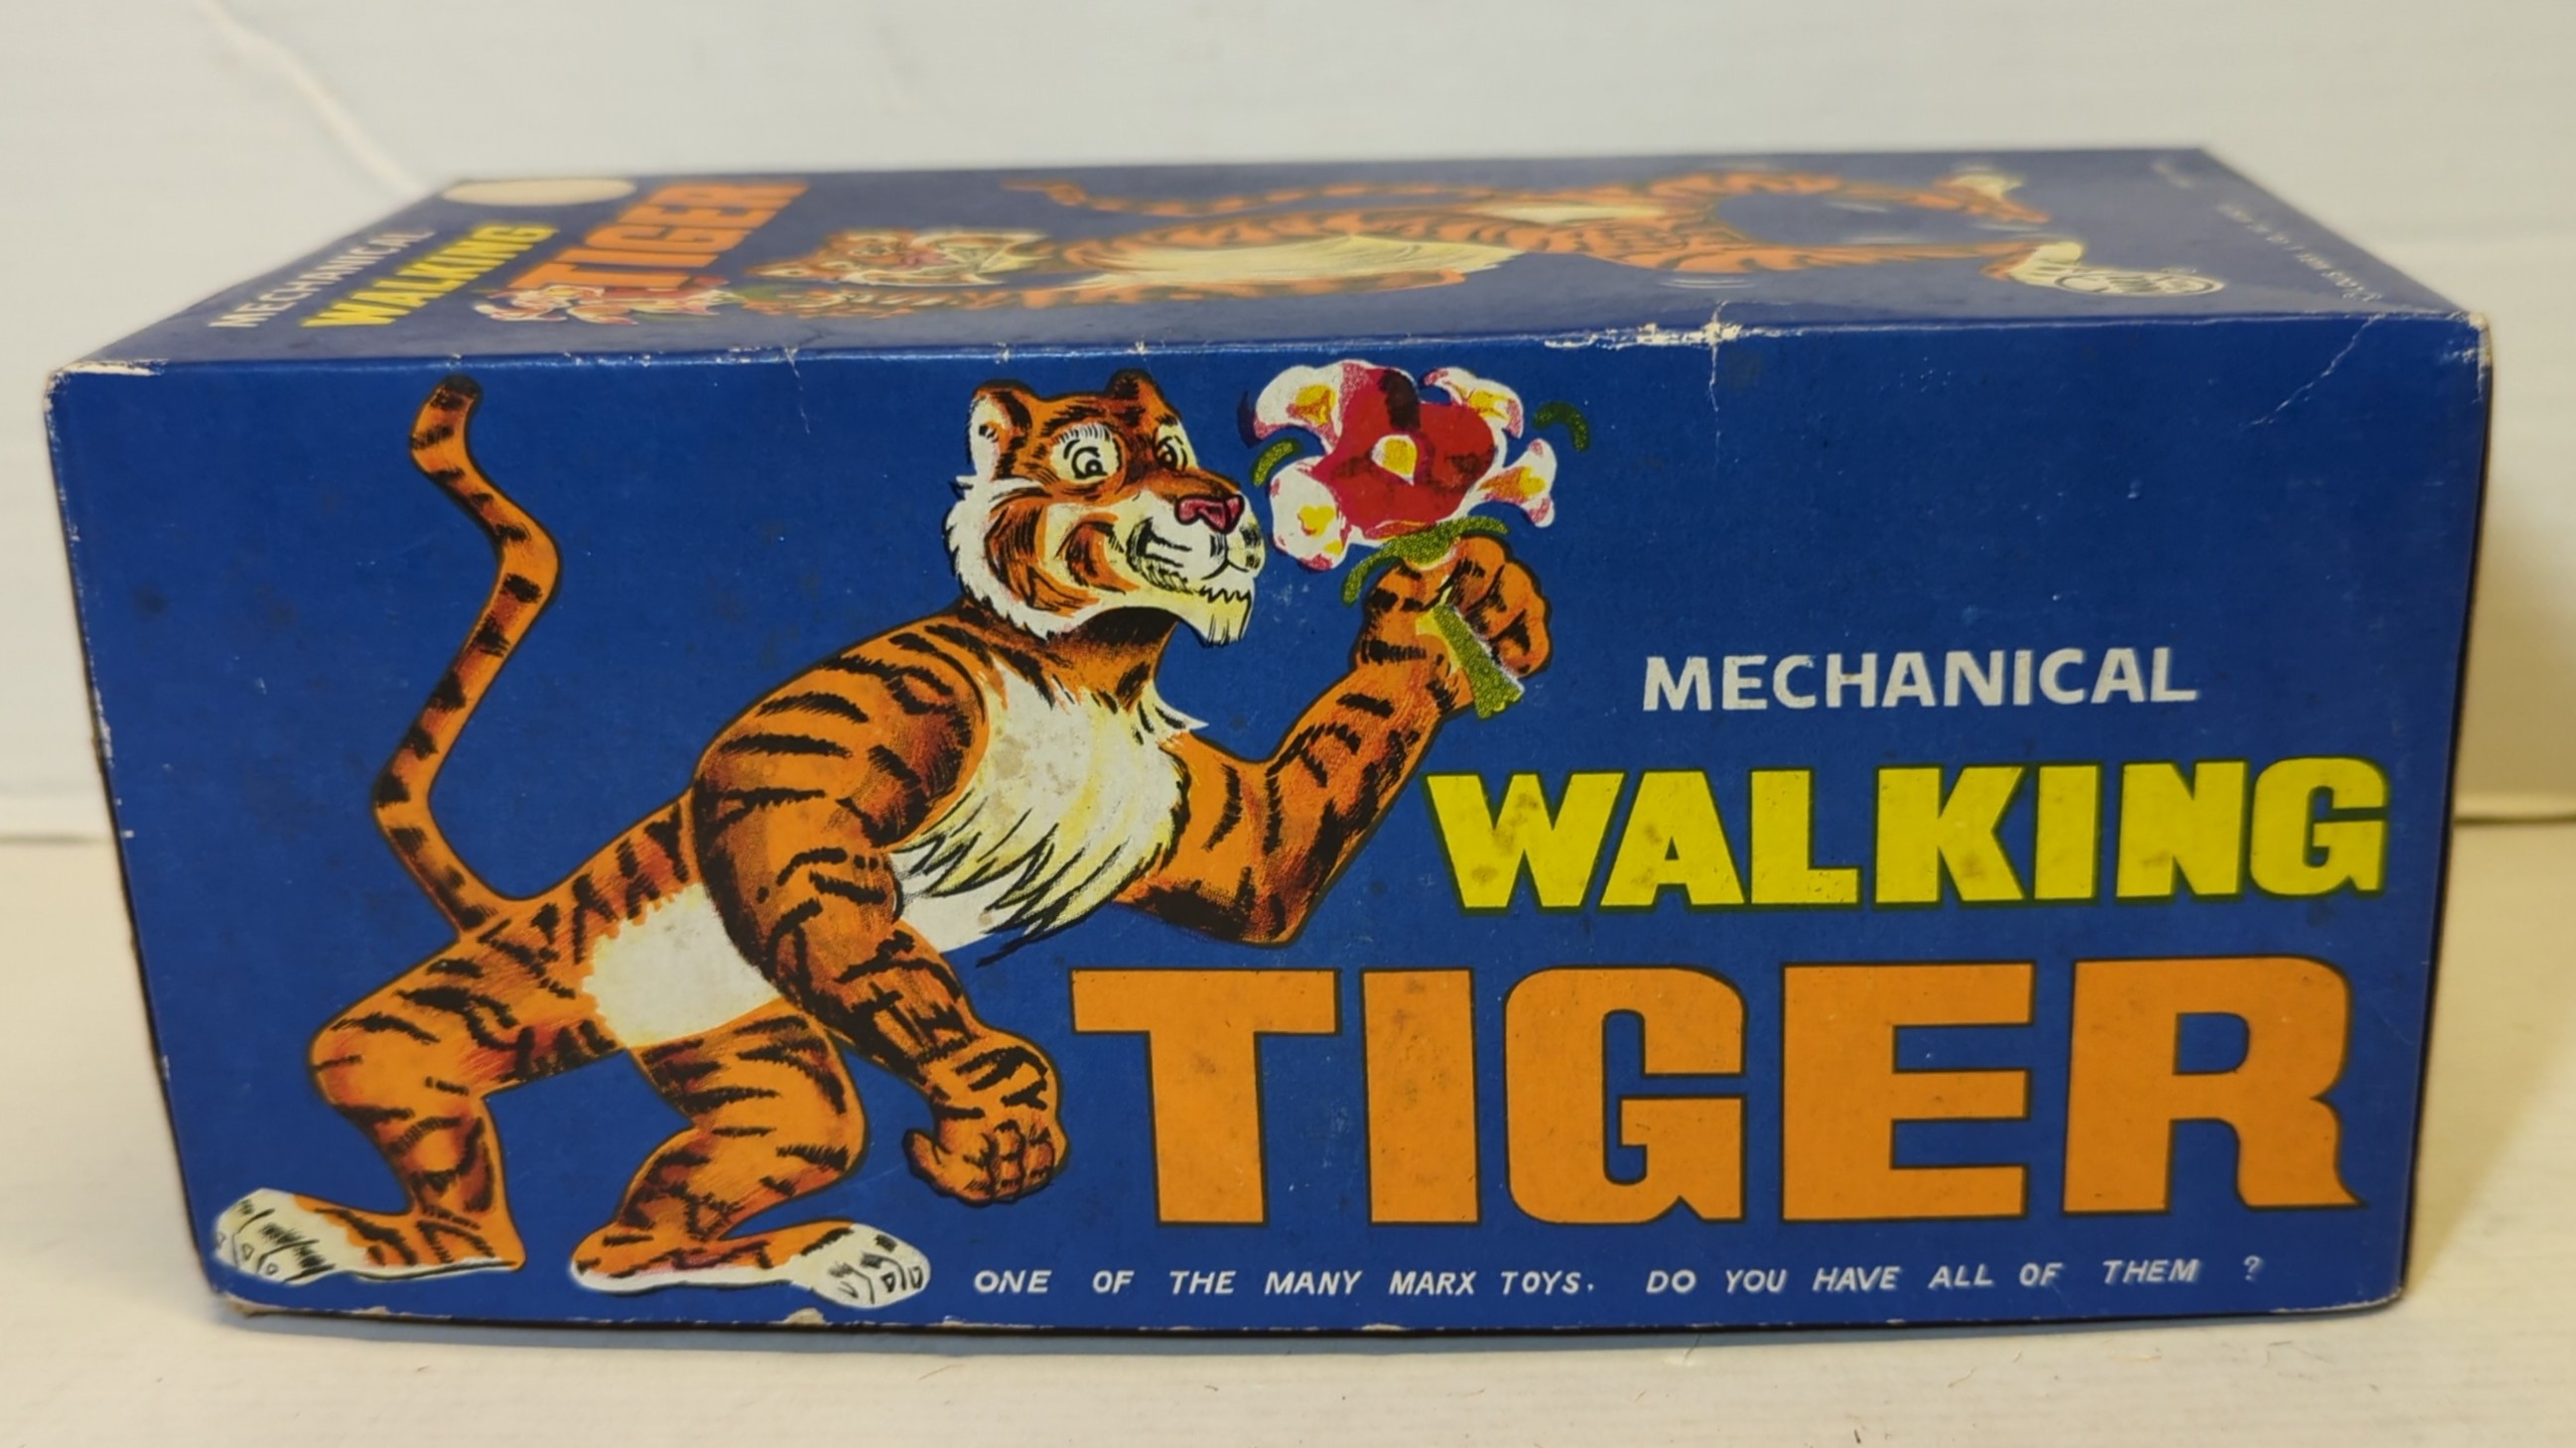 MECHANICAL
WALKING
TIGER
MECHANICAL
WALKING
TIGER
ONE OF THE MANY MARX TOYS. DO YOU HAVE ALL OF THEM ?